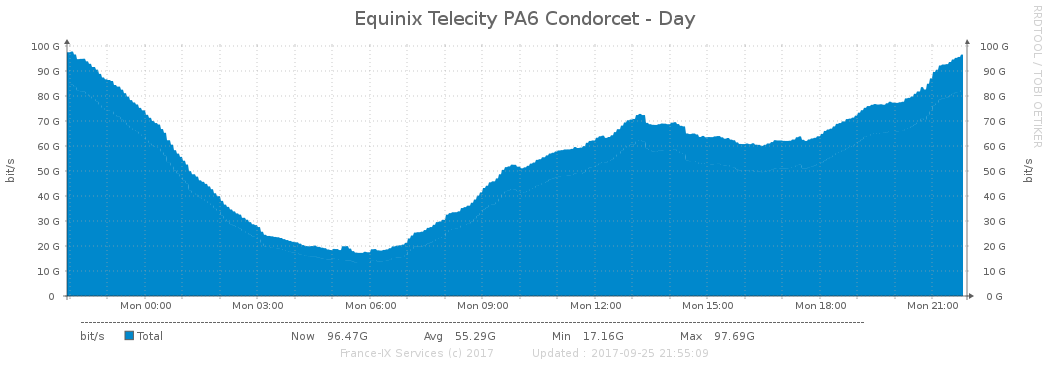 Equinix Telecity PA6 Condorcet - Day
RRDTOOL / TOBI OETIKER
100 G 100 G
90 G 90 G
80 G 80 G
70 G 70 G
60 G 60 G
50 G 50 G
40 G 40 G
30 G 30 G
20 G 20 G
10 G 10 G
0 0 G
bit/s bit/s
Mon 00:00 Mon 03:00 Mon 06:00 Mon 09:00 Mon 12:00 Mon 15:00 Mon 18:00 Mon 21:00
bit/s Total Now 96.47G Avg 55.29G Min 17.16G Max 97.69G
France-IX Services (c) 2017 Updated : 2017-09-25 21:55:09